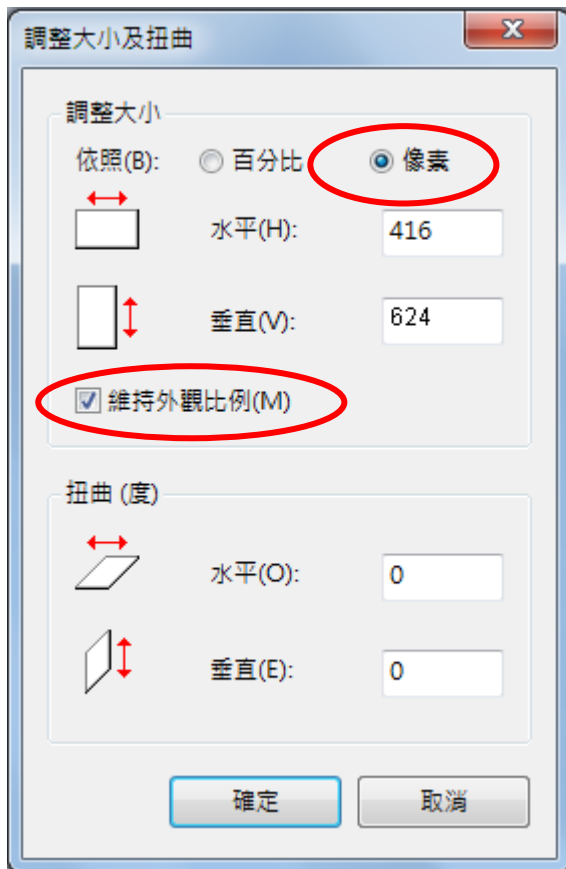 調整大小及扭曲
調整大小
依照(B): 百分比 像素
水平(H): 416
垂直(V): 624
維持外觀比例(M)
扭曲 (度)
水平(O): 0
垂直(E): 0
確定 取消